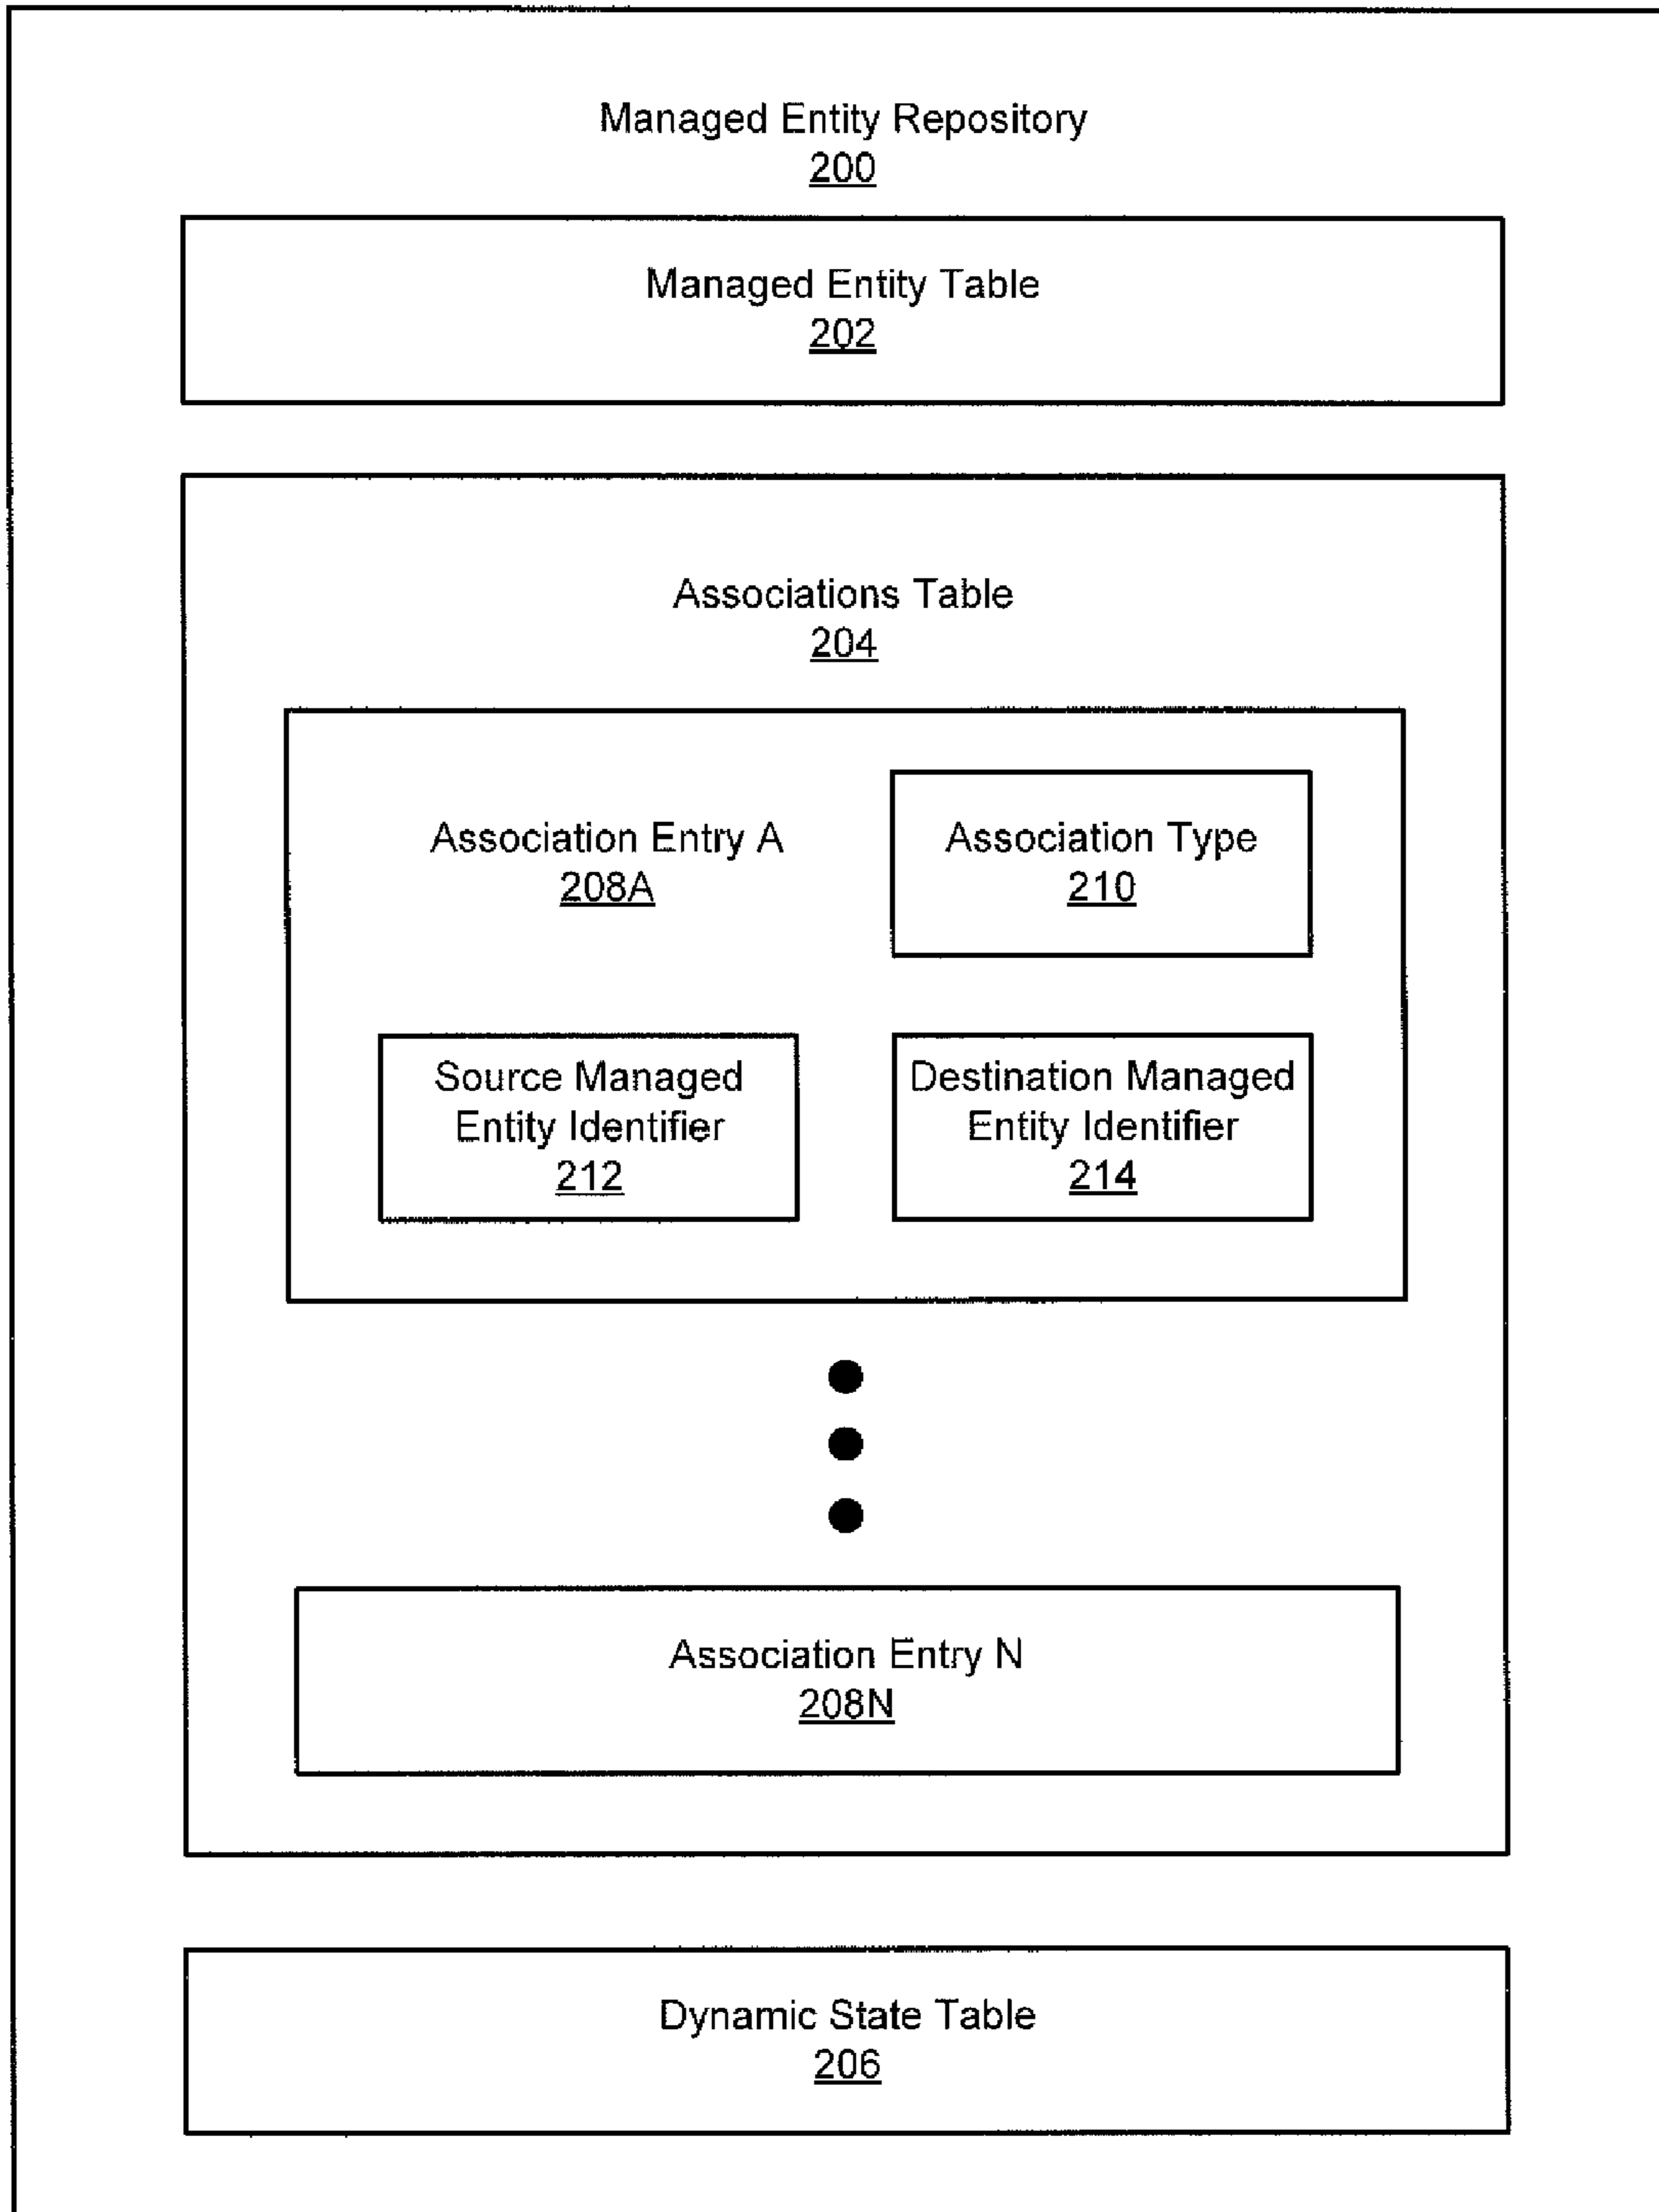 Managed Entity Repository
200
Managed Entity Table
202
Associations Table
204
Association Entry A
208A
Association Type
210
Source Managed
Entity Identifier
212
Destination Managed
Entity Identifier
214
Association Entry N
208N
Dynamic State Table
206